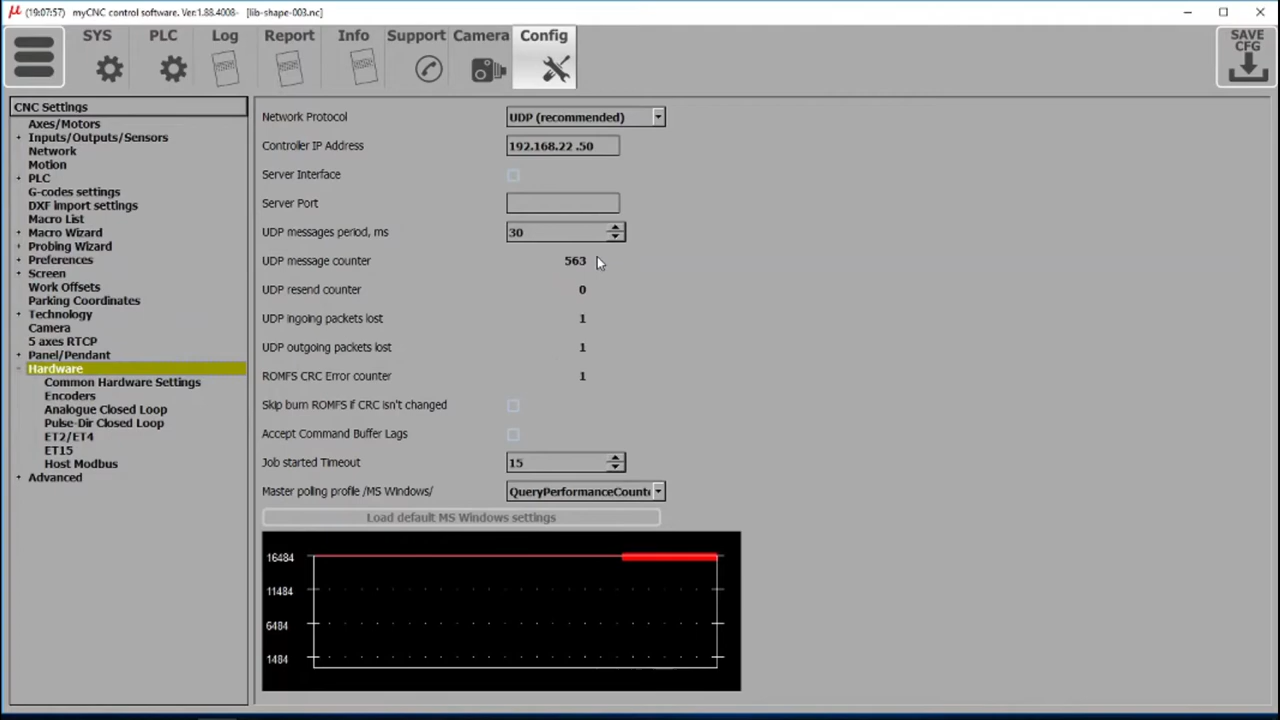 (19:07:57) myCNC control software. Ver:1.88.4008- [lib-shape-003.nc]
SYS PLC Log Report Info Support Camera Config SAVE CFG
CNC Settings
Axes/Motors
Inputs/Outputs/Sensors
Network
Motion
PLC
G-codes settings
DXF import settings
Macro List
Macro Wizard
Probing Wizard
Preferences
Screen
Work Offsets
Parking Coordinates
Technology
Camera
5 axes RTCP
Panel/Pendant
Hardware
Common Hardware Settings
Encoders
Analogue Closed Loop
Pulse-Dir Closed Loop
ET2/ET4
ET15
Host Modbus
Advanced
Network Protocol UDP (recommended)
Controller IP Address 192.168.22 .50
Server Interface
Server Port
UDP messages period, ms 30
UDP message counter 563
UDP resend counter 0
UDP ingoing packets lost 1
UDP outgoing packets lost 1
ROMFS CRC Error counter 1
Skip burn ROMFS if CRC isn't changed
Accept Command Buffer Lags
Job started Timeout 15
Master polling profile /MS Windows/ QueryPerformanceCount
Load default MS Windows settings
16484
11484
6484
1484